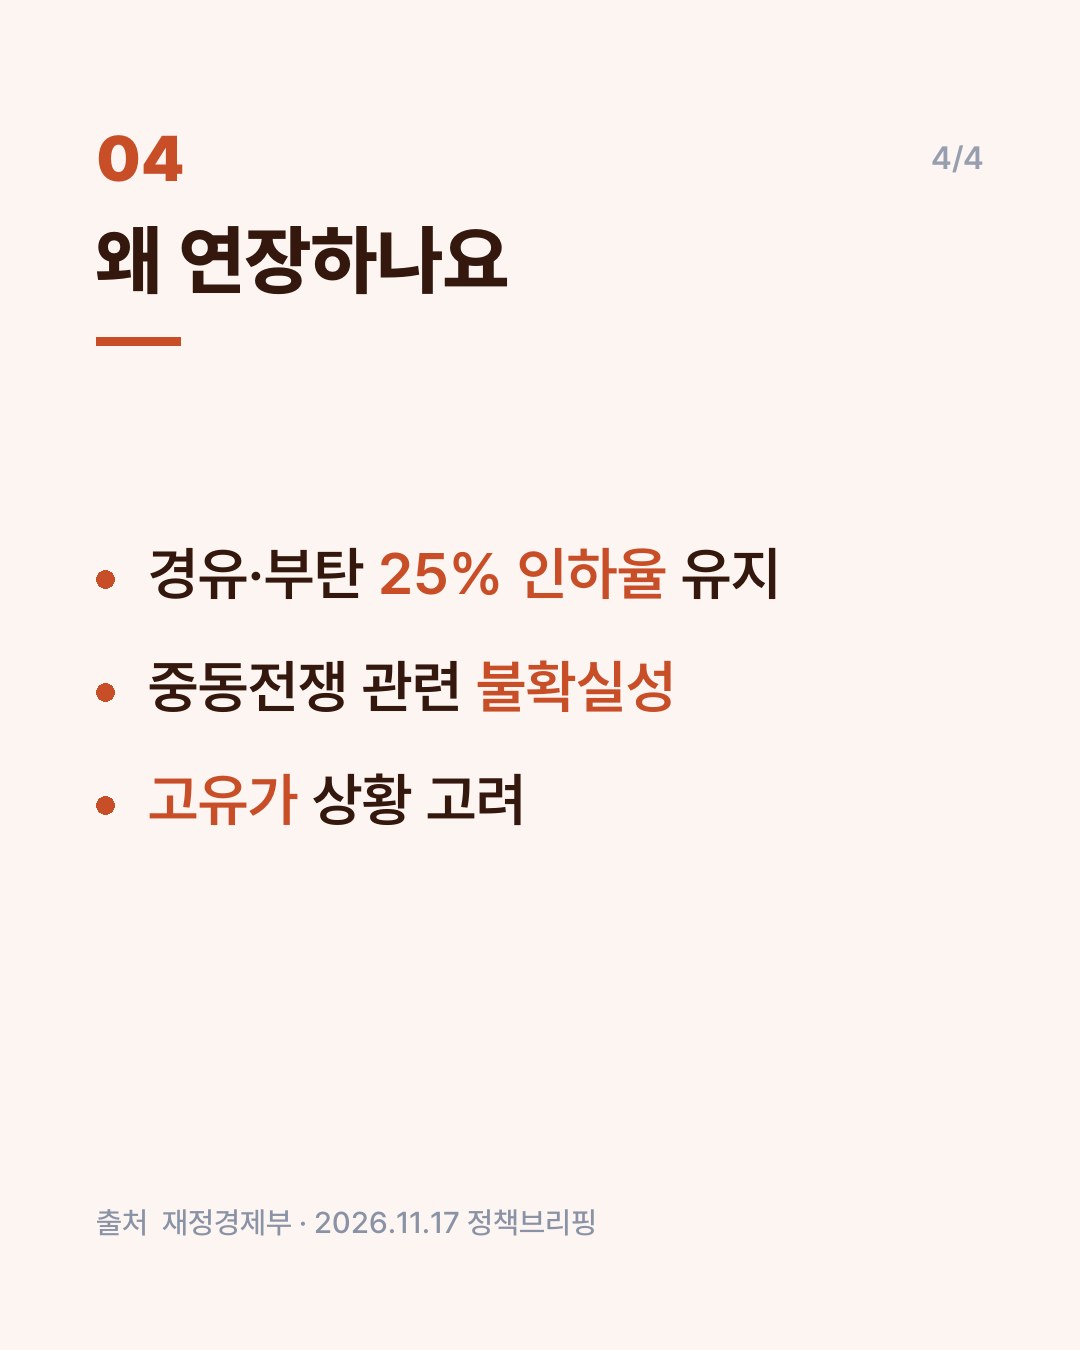 04
4/4
왜 연장하나요
• 경유·부탄 25% 인하율 유지
• 중동전쟁 관련 불확실성
• 고유가 상황 고려
출처 재정경제부 · 2026.11.17 정책브리핑